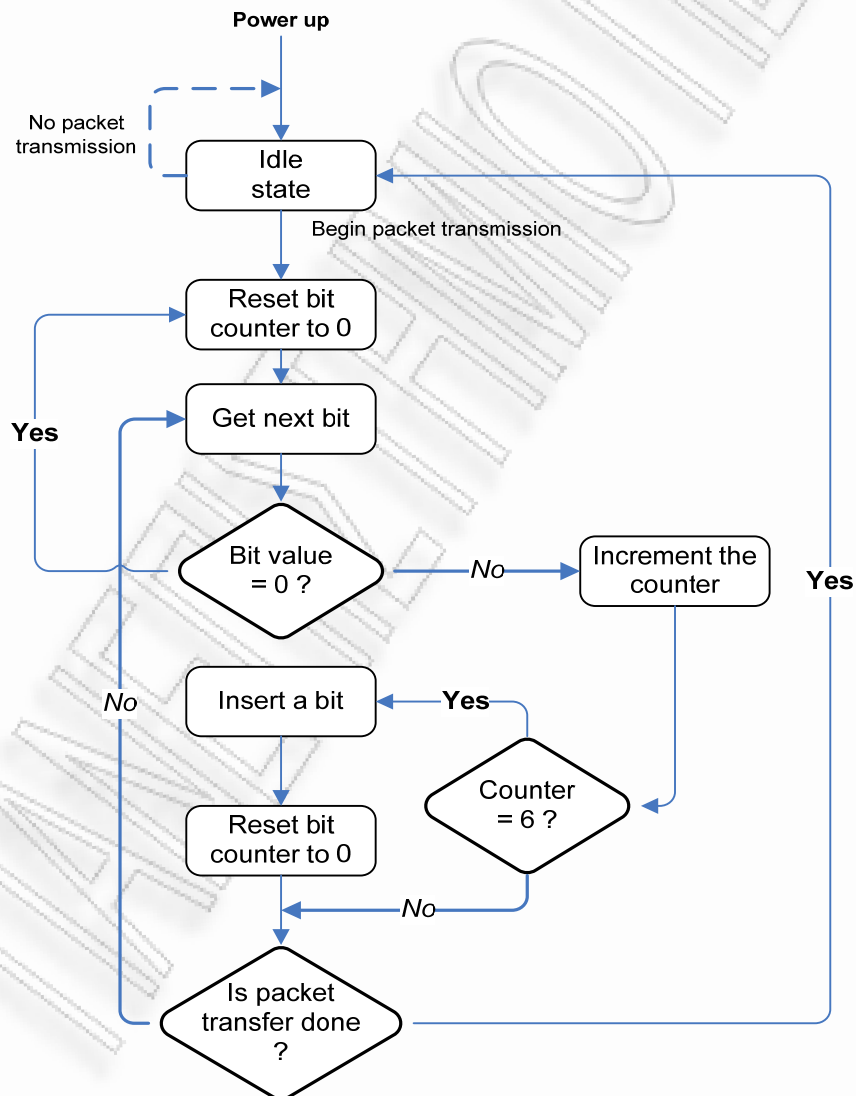 Power up
No packet
transmission
Idle
state
Begin packet transmission
Reset bit
counter to 0
Get next bit
Yes
Bit value
= 0 ?
No
Increment the
counter
Yes
No
Insert a bit
Yes
Counter
= 6 ?
Reset bit
counter to 0
No
Is packet
transfer done
?